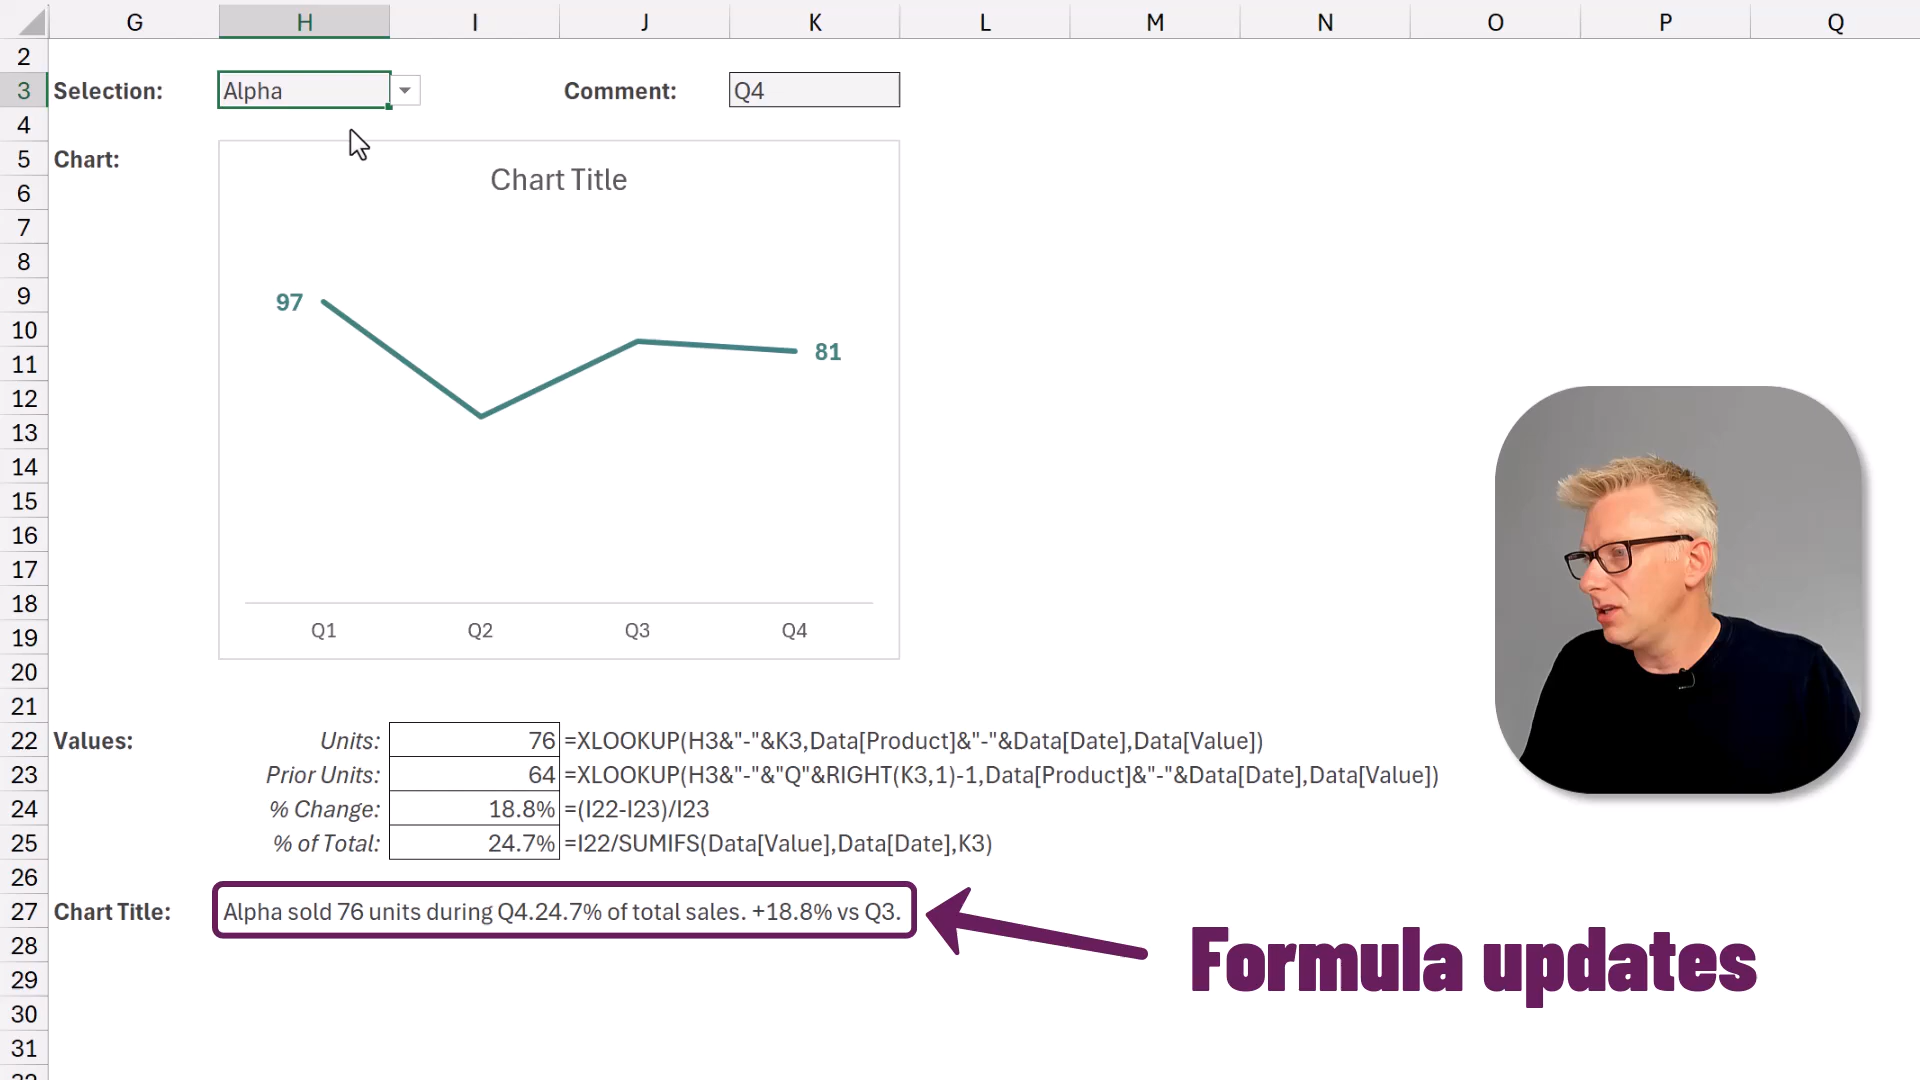 G H I J K L M N O P Q
2
3 Selection: Alpha Comment: Q4
4
5 Chart:
Chart Title
6
7
8
9
97
10
11
81
12
13
14
15
16
17
18
19
Q1 Q2 Q3 Q4
20
21
22 Values: Units: 76 =XLOOKUP(H3&"-"&K3,Data[Product]&"-"&Data[Date],Data[Value])
23 Prior Units: 64 =XLOOKUP(H3&"-"&"Q"&RIGHT(K3,1)-1,Data[Product]&"-"&Data[Date],Data[Value])
24 % Change: 18.8% =(I22-I23)/I23
25 % of Total: 24.7% =I22/SUMIFS(Data[Value],Data[Date],K3)
26
27 Chart Title: Alpha sold 76 units during Q4.24.7% of total sales. +18.8% vs Q3.
28
Formula updates
29
30
31